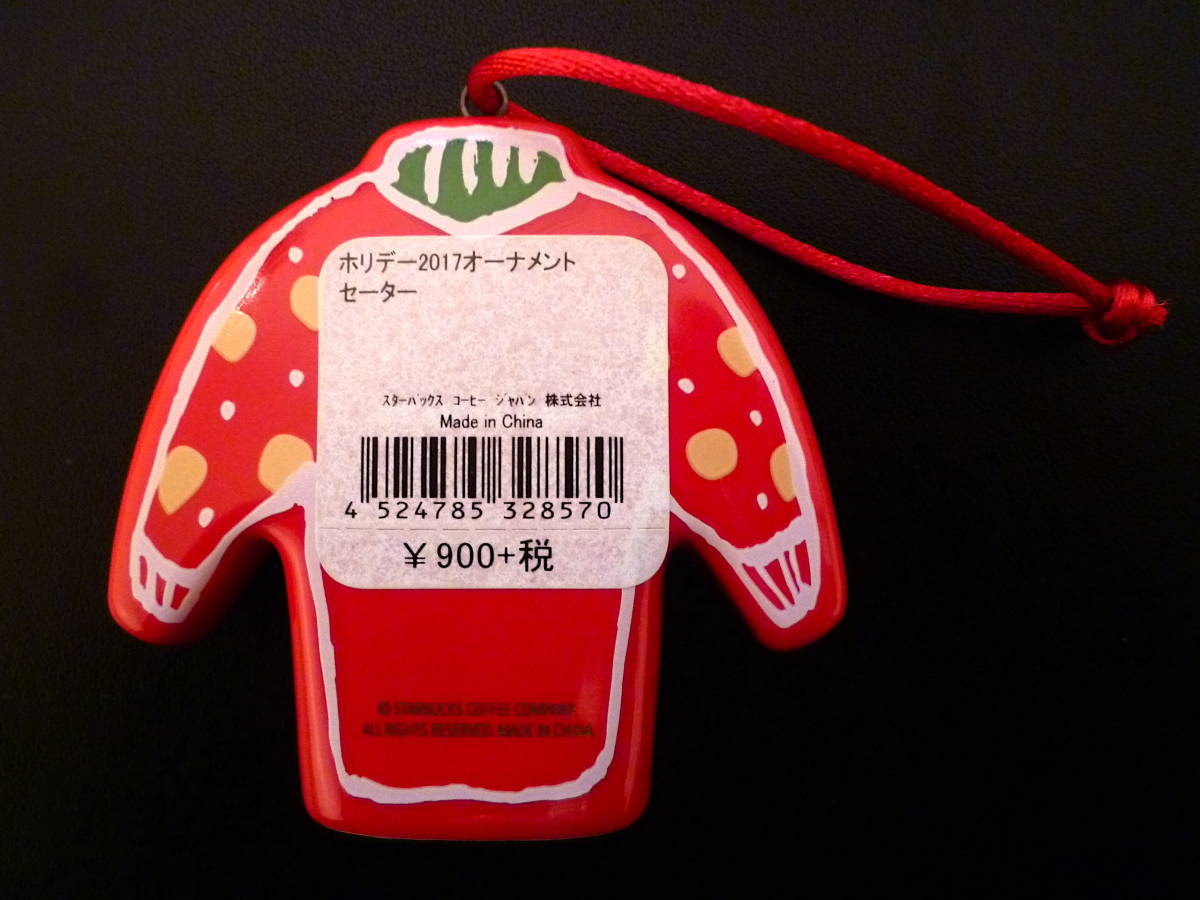 ホリデー2017オーナメント
セーター
スターバックス コーヒー ジャパン 株式会社
Made in China
4 524785 328570
¥900+税
© STARBUCKS COFFEE COMPANY
ALL RIGHTS RESERVED. MADE IN CHINA